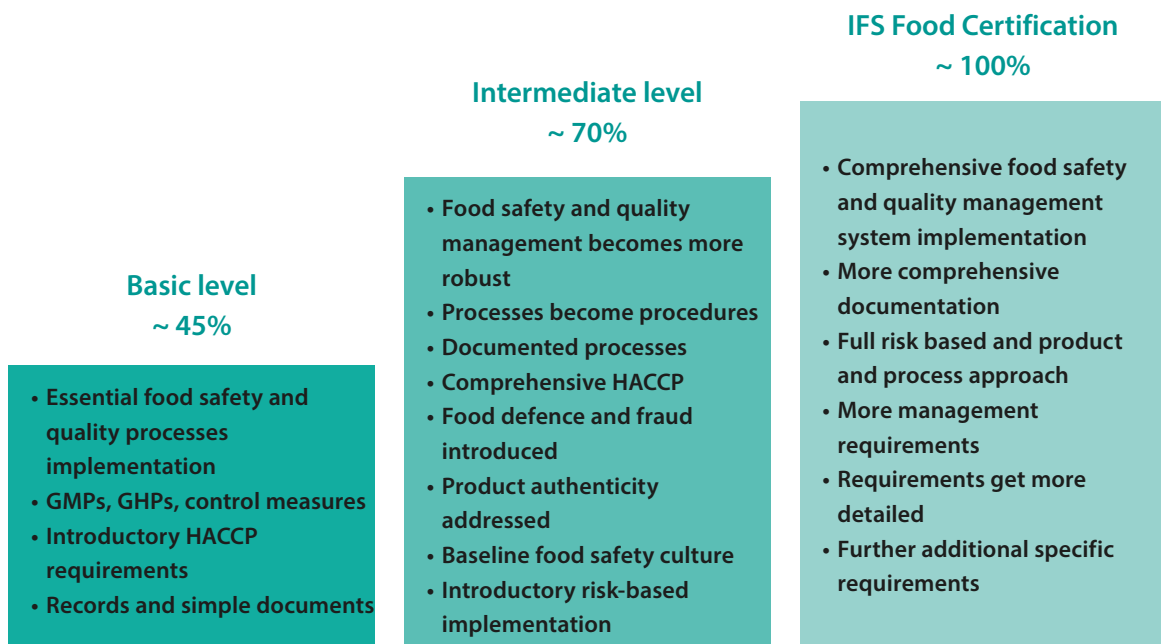 Basic level
~ 45%
• Essential food safety and
quality processes
implementation
• GMPs, GHPs, control measures
• Introductory HACCP
requirements
• Records and simple documents
Intermediate level
~ 70%
• Food safety and quality
management becomes more
robust
• Processes become procedures
• Documented processes
• Comprehensive HACCP
• Food defence and fraud
introduced
• Product authenticity
addressed
• Baseline food safety culture
• Introductory risk-based
implementation
IFS Food Certification
~ 100%
• Comprehensive food safety
and quality management
system implementation
• More comprehensive
documentation
• Full risk based and product
and process approach
• More management
requirements
• Requirements get more
detailed
• Further additional specific
requirements